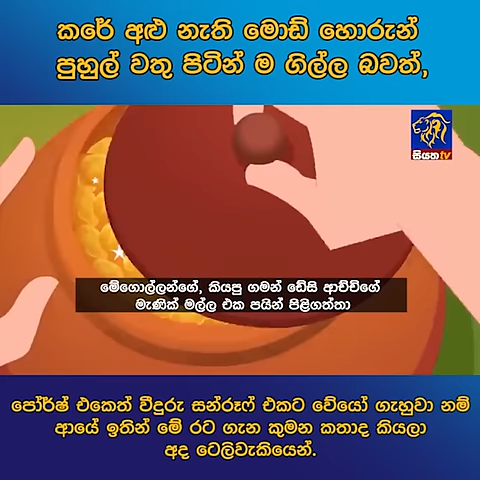 කරේ අළු නැති මොඩ් හොරුන්
පුහුල් වතු පිටින් ම ගිල්ල බවත්,
සියත tv
මේගොල්ලන්ගේ, කියපු ගමන් ඩේසි ආච්චිගේ
මැණික් මල්ල එක පයින් පිළිගත්තා
පෝර්ෂ් එකෙත් වීදුරු සන්රූෆ් එකට වේයෝ ගැහුවා නම්
ආයේ ඉතින් මේ රට ගැන කුමන කතාද කියලා
අද ටෙලිවැකියෙන්.